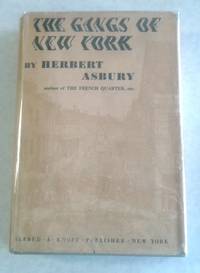 THE GANGS OF
NEW YORK
BY HERBERT
ASBURY
author of THE FRENCH QUARTER, etc.
ALFRED · A · KNOPF · PUBLISHER · NEW YORK